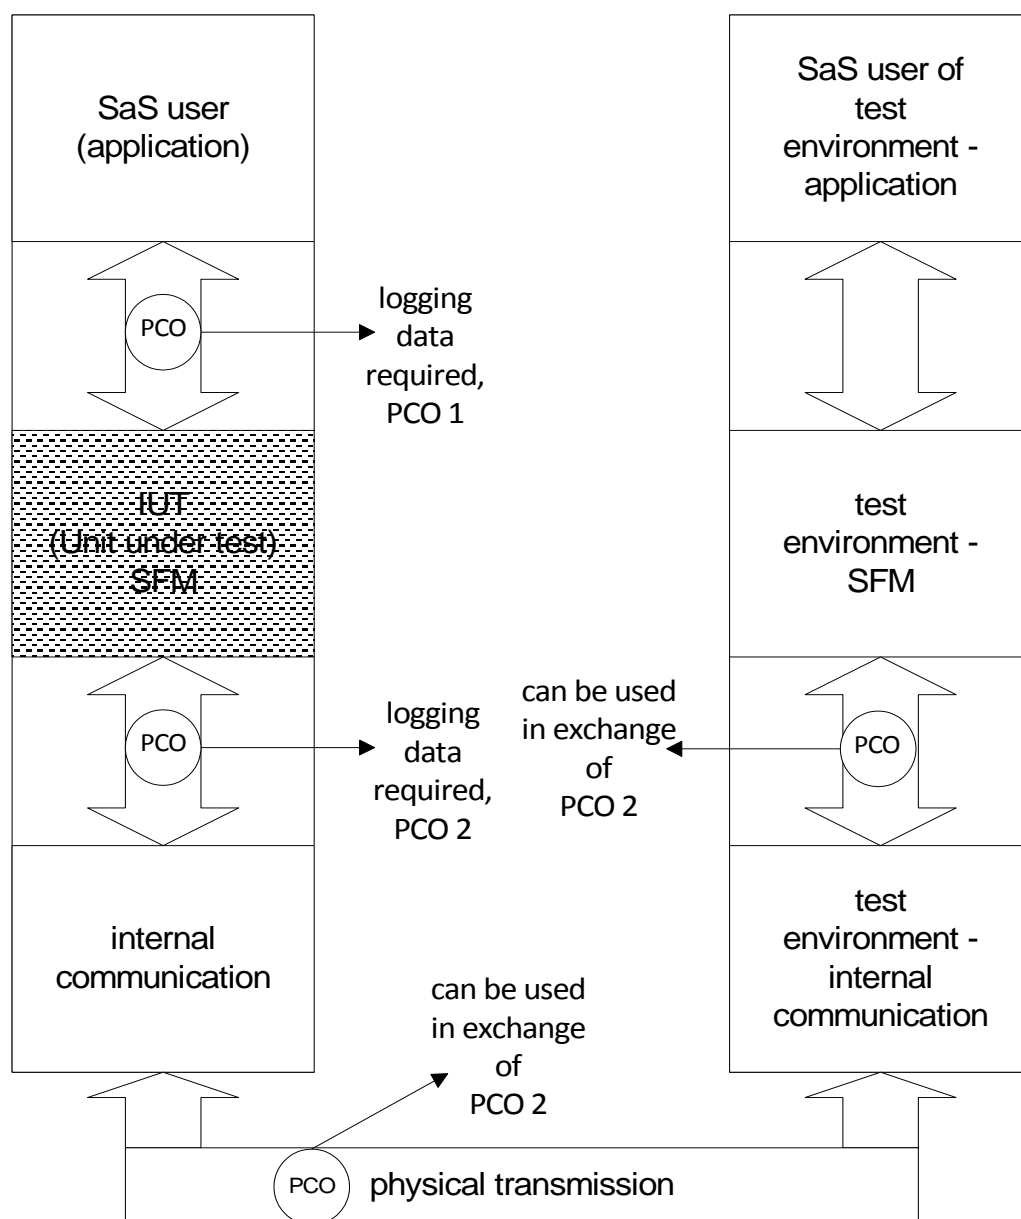 SaS user
(application)
SaS user of
test
environment -
application
PCO
logging
data
required,
PCO 1
IUT
(Unit under test)
SFM
test
environment -
SFM
PCO
logging
data
required,
PCO 2
can be used
in exchange
of
PCO 2
PCO
internal
communication
test
environment -
internal
communication
can be used
in exchange
of
PCO 2
PCO
physical transmission